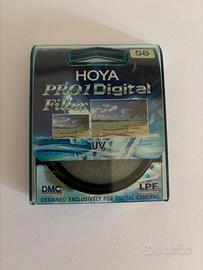 58
HOYA
PRO1 Digital
Filter
UV
DMC
LPF
DESIGNED EXCLUSIVELY FOR DIGITAL CAMERAS